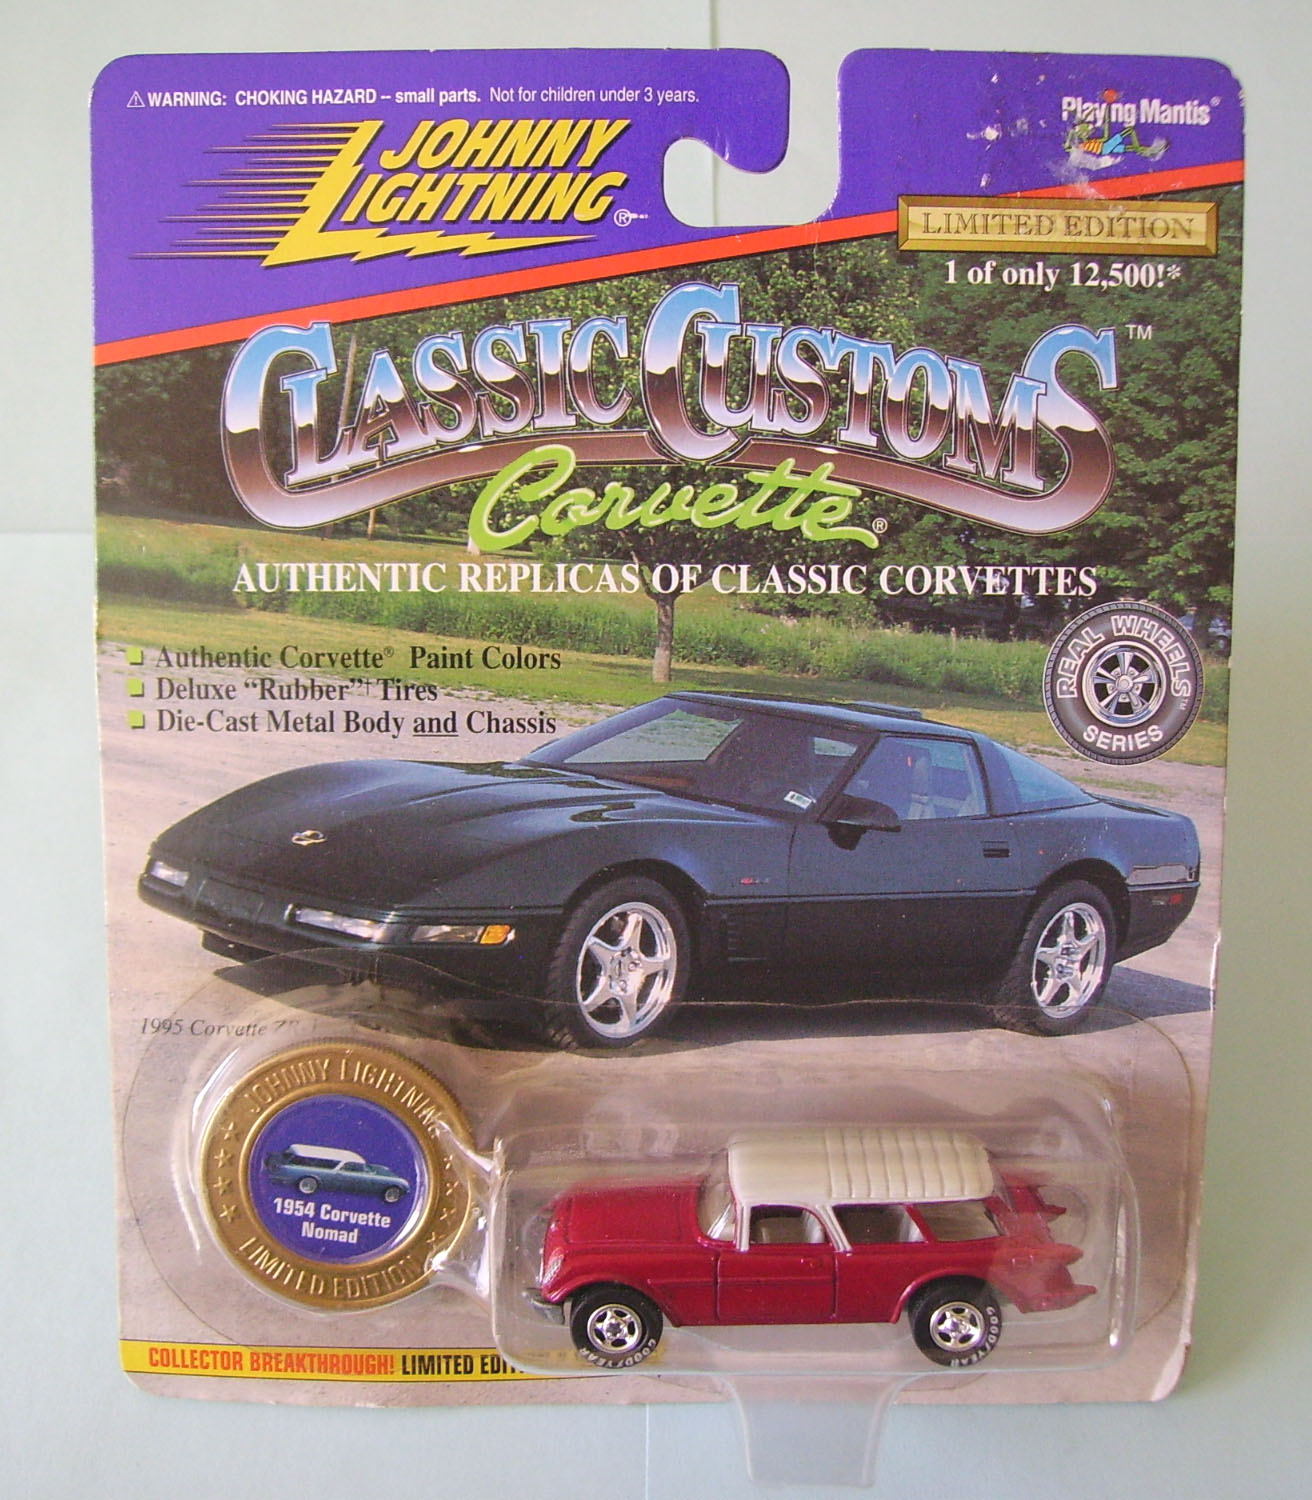 ⚠ WARNING: CHOKING HAZARD -- small parts. Not for children under 3 years.
JOHNNY
LIGHTNING®
Playing Mantis®
LIMITED EDITION
1 of only 12,500!*
CLASSIC CUSTOMS™
Corvette®
AUTHENTIC REPLICAS OF CLASSIC CORVETTES
Authentic Corvette® Paint Colors
Deluxe “Rubber”† Tires
Die-Cast Metal Body and Chassis
REAL WHEELS™
SERIES
1995 Corvette
JOHNNY LIGHTNING
1954 Corvette
Nomad
LIMITED EDITION
GOODYEAR
GOODYEAR
COLLECTOR BREAKTHROUGH! LIMITED